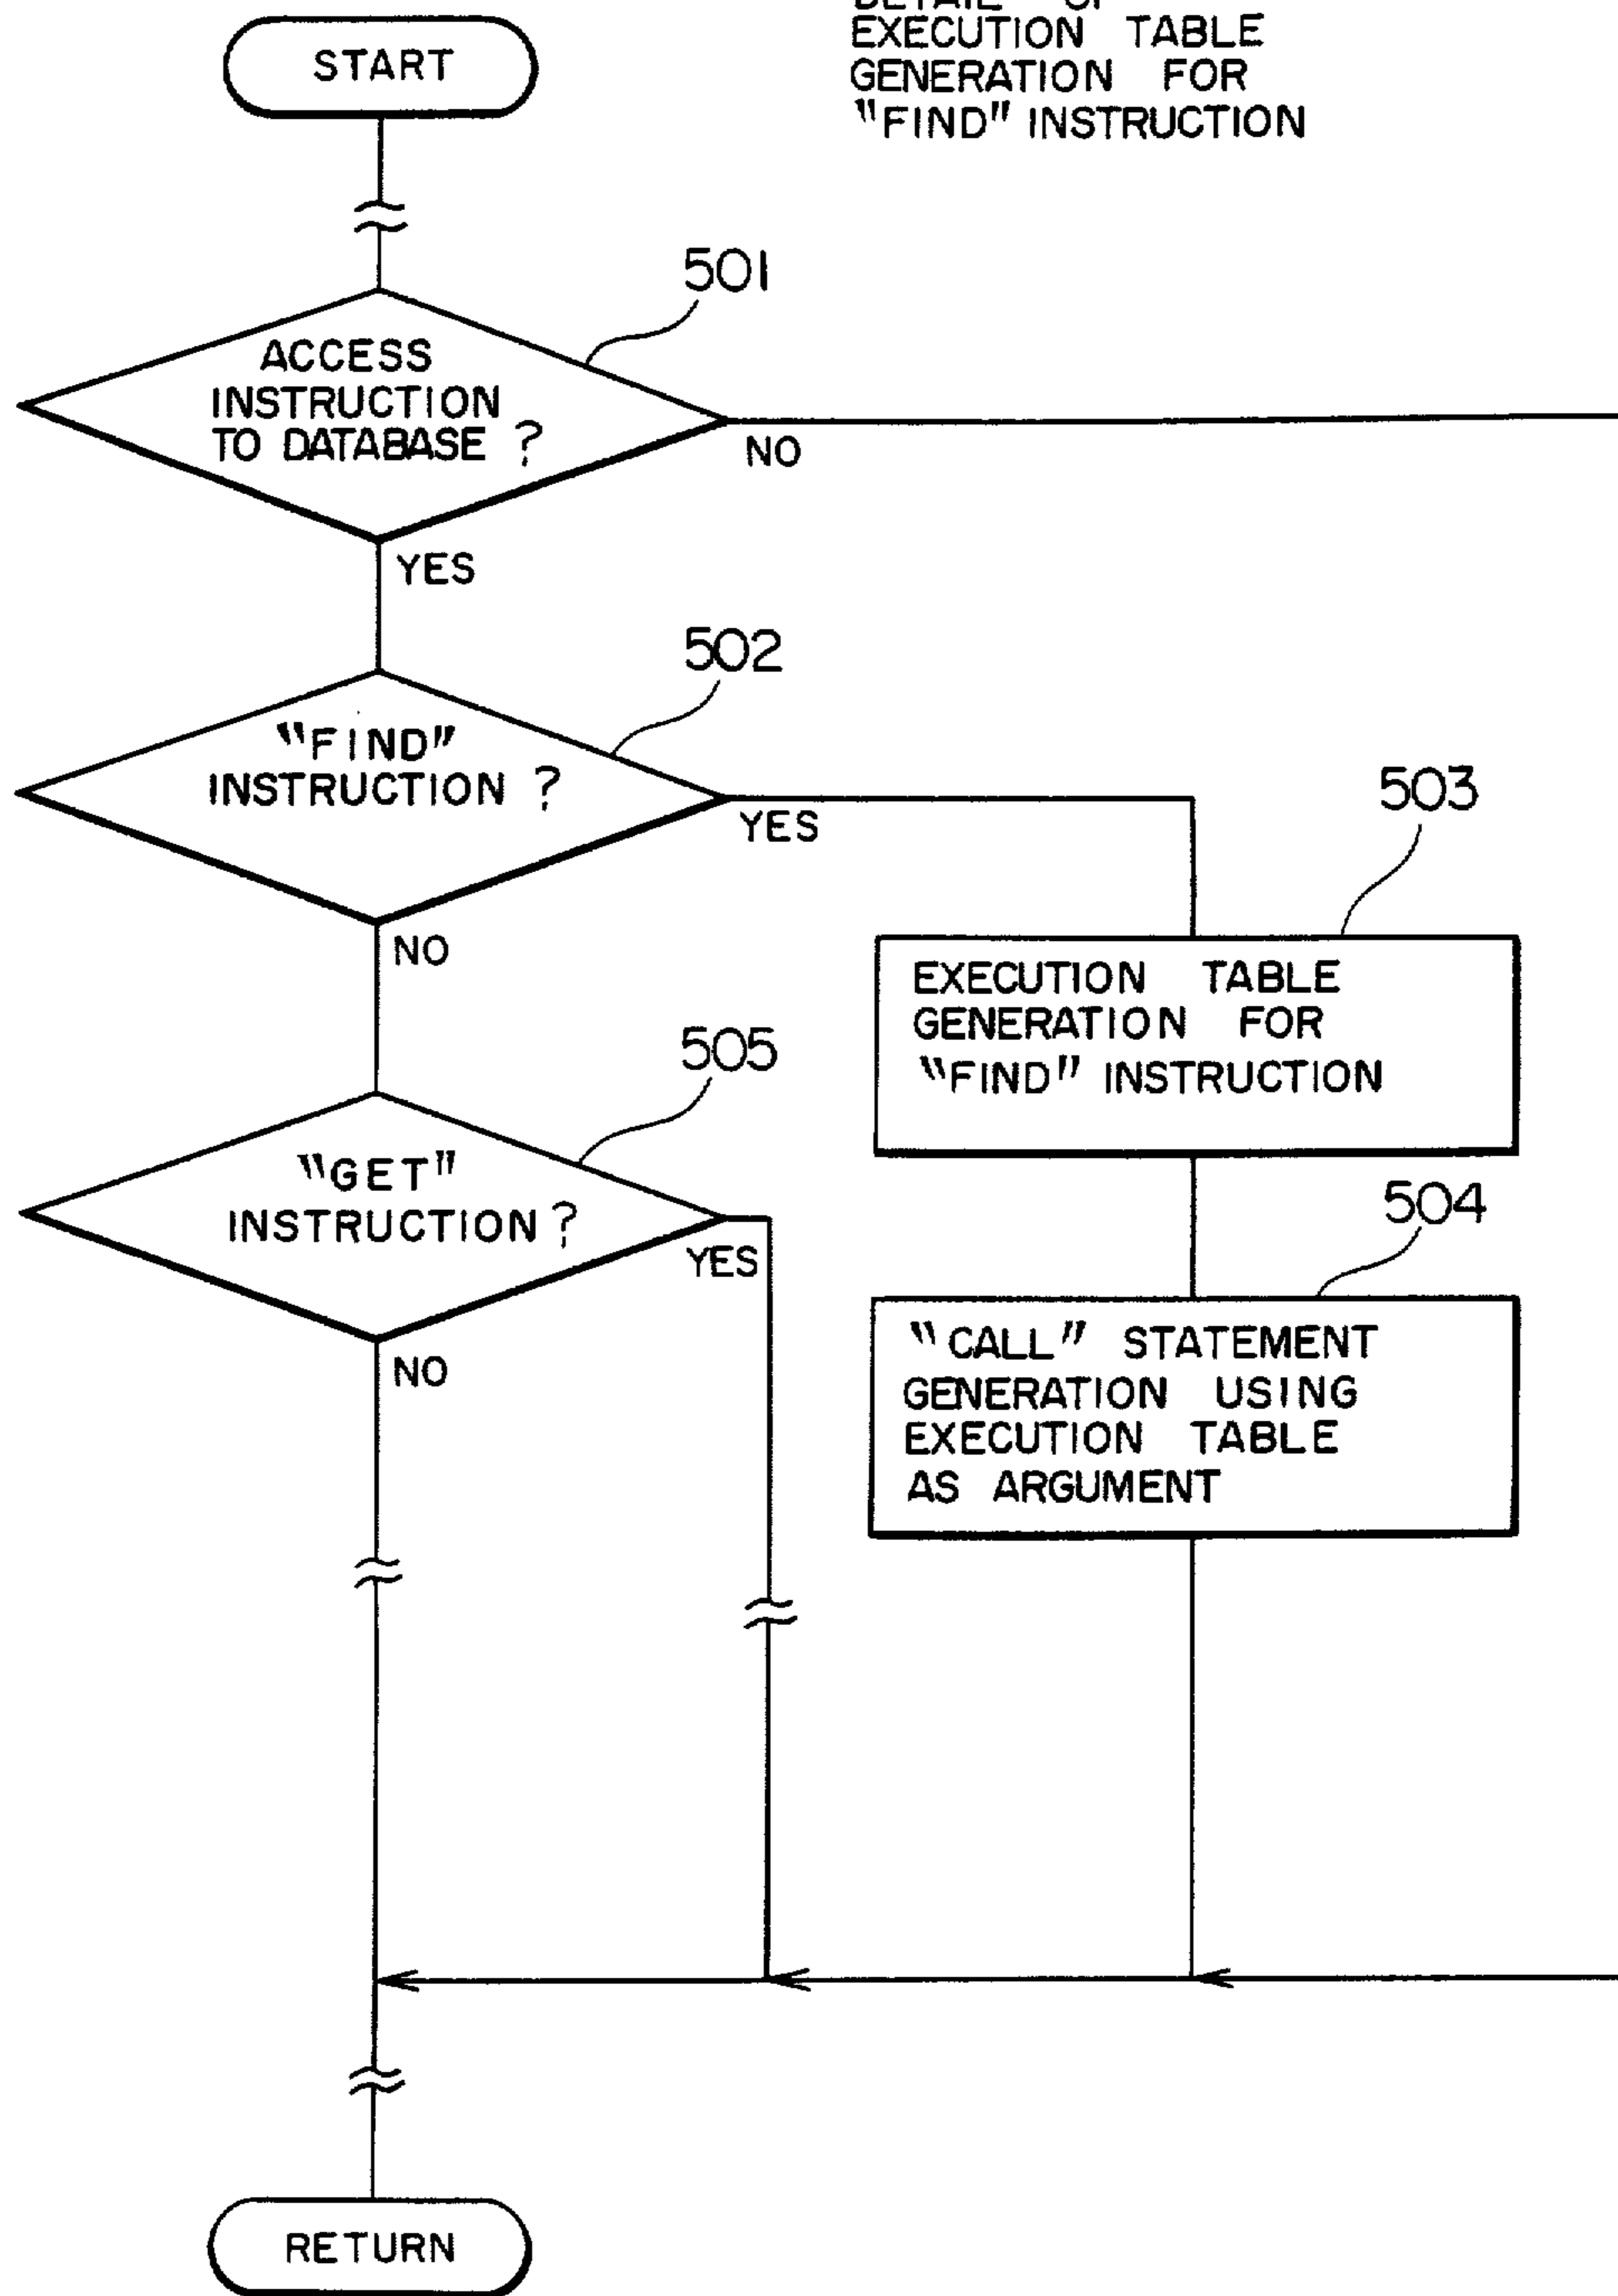 DETAIL OF
EXECUTION TABLE
GENERATION FOR
"FIND" INSTRUCTION
START
501
ACCESS
INSTRUCTION
TO DATABASE ?
NO
YES
502
"FIND"
INSTRUCTION ?
YES
NO
503
EXECUTION TABLE
GENERATION FOR
"FIND" INSTRUCTION
505
"GET"
INSTRUCTION ?
YES
NO
504
"CALL" STATEMENT
GENERATION USING
EXECUTION TABLE
AS ARGUMENT
RETURN